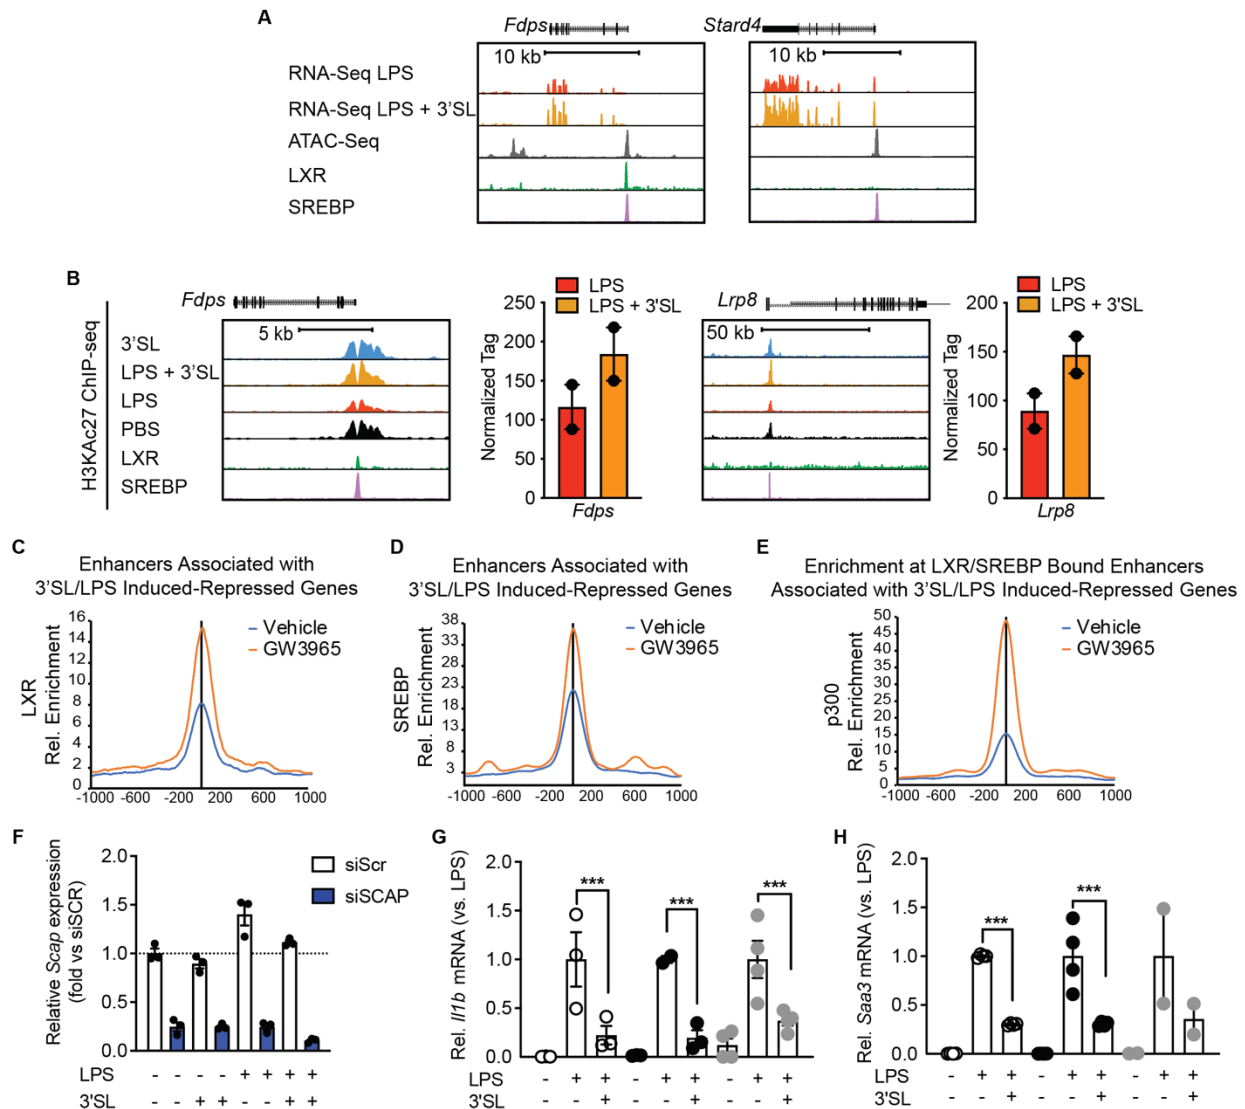 A
Fdps
Stard4
10 kb
10 kb
RNA-Seq LPS
RNA-Seq LPS + 3'SL
ATAC-Seq
LXR
SREBP
B
H3KAc27 ChIP-seq
Fdps
5 kb
3'SL
LPS + 3'SL
LPS
PBS
LXR
SREBP
LPS
LPS + 3'SL
Normalized Tag
250
200
150
100
50
0
Fdps
Lrp8
50 kb
LPS
LPS + 3'SL
Normalized Tag
200
150
100
50
0
Lrp8
C
Enhancers Associated with
3'SL/LPS Induced-Repressed Genes
LXR
Rel. Enrichment
16
14
12
10
8
6
4
2
0
Vehicle
GW3965
-1000 -600 -200 200 600 1000
D
Enhancers Associated with
3'SL/LPS Induced-Repressed Genes
SREBP
Rel. Enrichment
38
33
28
23
18
13
8
3
Vehicle
GW3965
-1000 -600 -200 200 600 1000
E
Enrichment at LXR/SREBP Bound Enhancers
Associated with 3'SL/LPS Induced-Repressed Genes
p300
Rel. Enrichment
50
45
40
35
30
25
20
15
10
5
0
Vehicle
GW3965
-1000 -600 -200 200 600 1000
F
Relative Scap expression
(fold vs siSCR)
2.0
1.5
1.0
0.5
0.0
siScr
siSCAP
LPS - - - - + + + +
3'SL - - + + - - + +
G
Rel. Il1b mRNA (vs. LPS)
2.0
1.5
1.0
0.5
0.0
*** *** ***
- + + - + + - + +
- - + - - + - - +
H
Rel. Saa3 mRNA (vs. LPS)
2.0
1.5
1.0
0.5
0.0
*** ***
LPS - + + - + + - + +
3'SL - - + - - + - - +